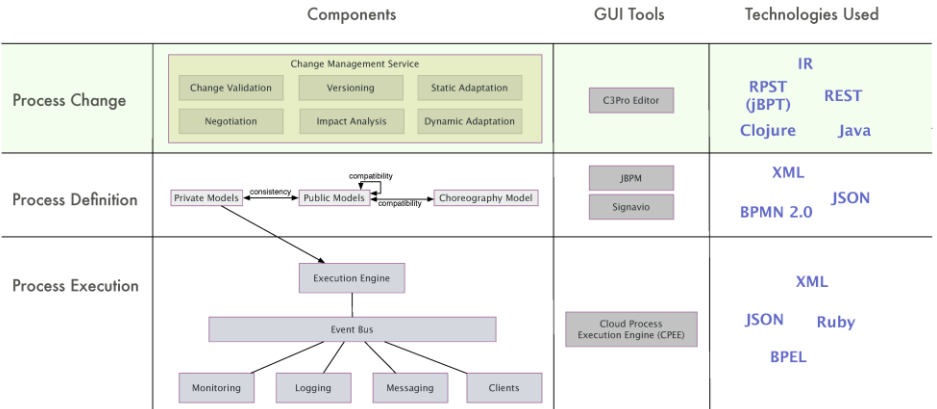 Components
GUI Tools
Technologies Used
Process Change
Change Management Service
Change Validation
Versioning
Static Adaptation
Negotiation
Impact Analysis
Dynamic Adaptation
C3Pro Editor
IR
RPST
(jBPT)
REST
Clojure
Java
Process Definition
compatibility
Private Models
consistency
Public Models
compatibility
Choreography Model
JBPM
Signavio
XML
JSON
BPMN 2.0
Process Execution
Execution Engine
Event Bus
Monitoring
Logging
Messaging
Clients
Cloud Process
Execution Engine (CPEE)
XML
JSON
Ruby
BPEL